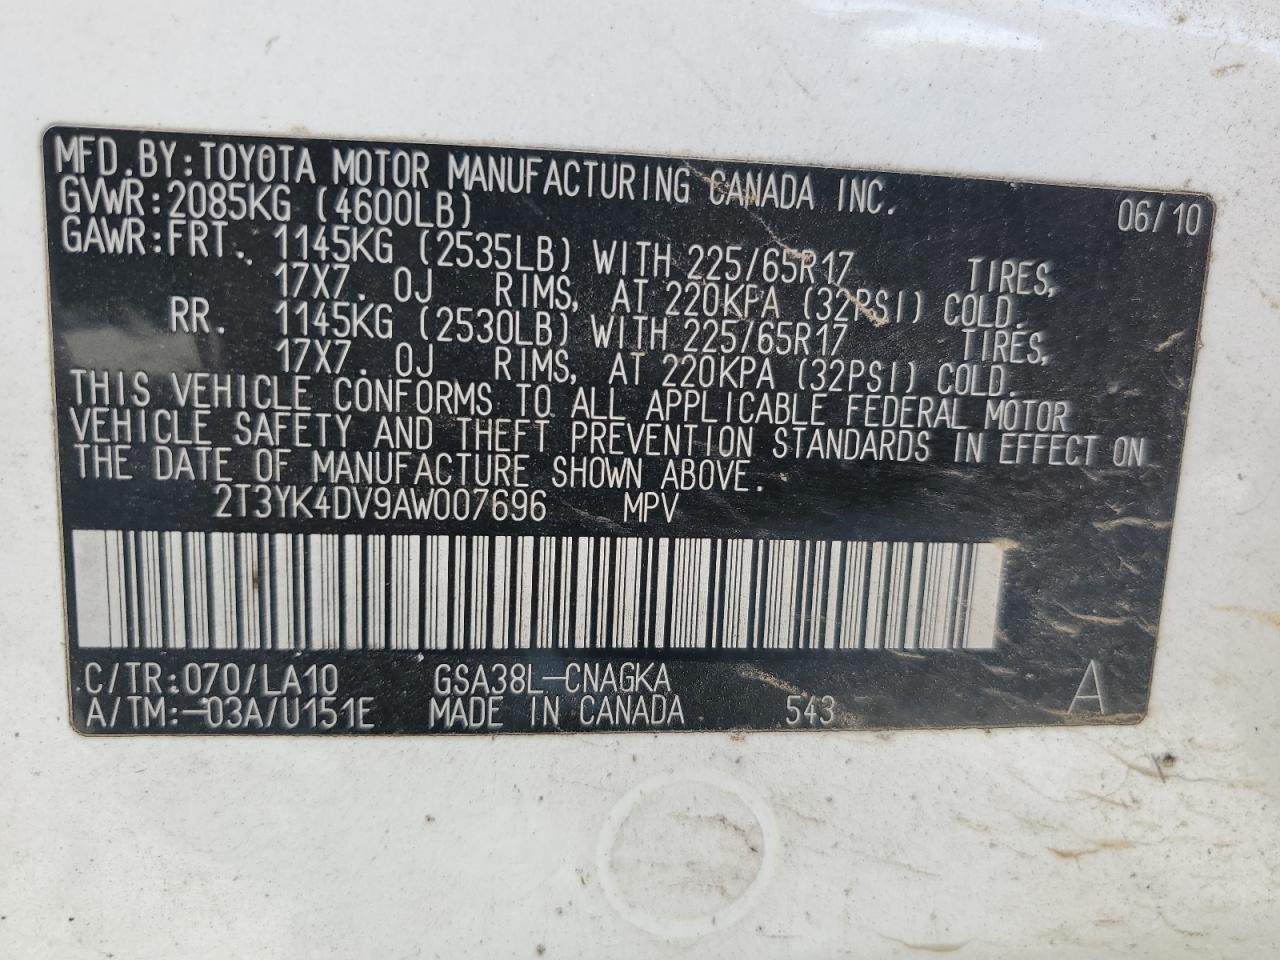 MFD.BY:TOYOTA MOTOR MANUFACTURING CANADA INC.
GVWR:2085KG (4600LB) 06/10
GAWR:FRT. 1145KG (2535LB) WITH 225/65R17 TIRES,
17X7.0J RIMS, AT 220KPA (32PSI) COLD.
RR. 1145KG (2530LB) WITH 225/65R17 TIRES,
17X7.0J RIMS, AT 220KPA (32PSI) COLD.
THIS VEHICLE CONFORMS TO ALL APPLICABLE FEDERAL MOTOR
VEHICLE SAFETY AND THEFT PREVENTION STANDARDS IN EFFECT ON
THE DATE OF MANUFACTURE SHOWN ABOVE.
2T3YK4DV9AW007696 MPV
C/TR:070/LA10 GSA38L-CNAGKA A
A/TM:-03A/U151E MADE IN CANADA 543